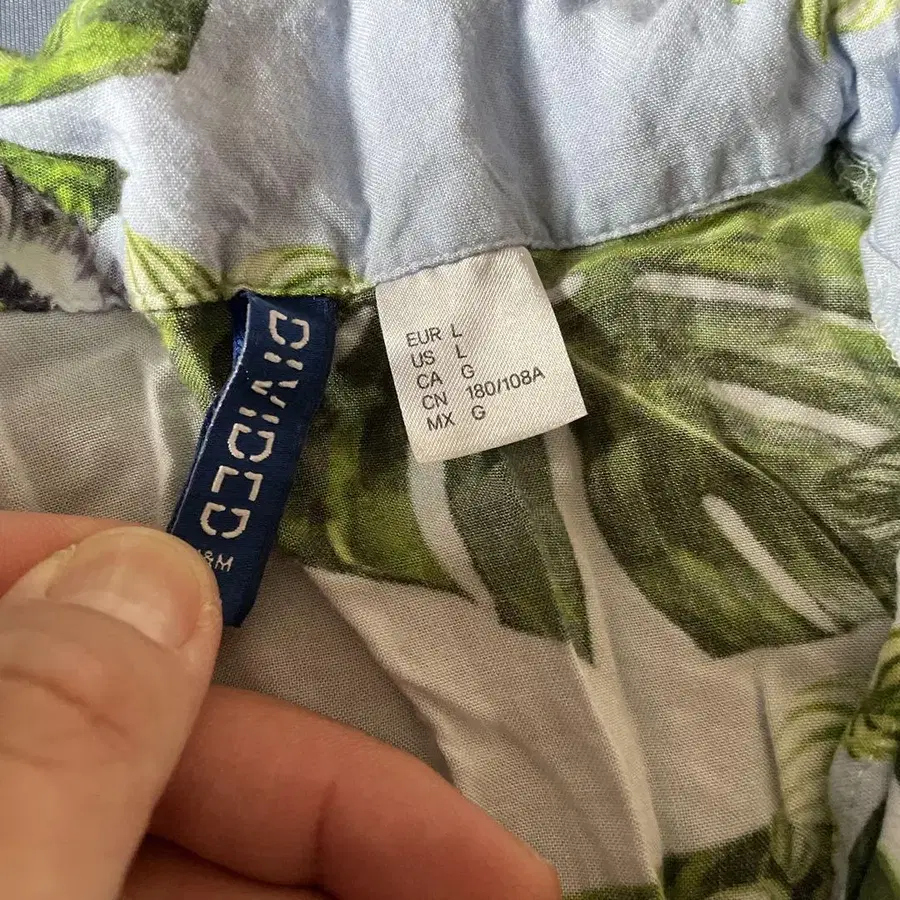 DIVIDED
H&M
EUR L
US L
CA G
CN 180/108A
MX G